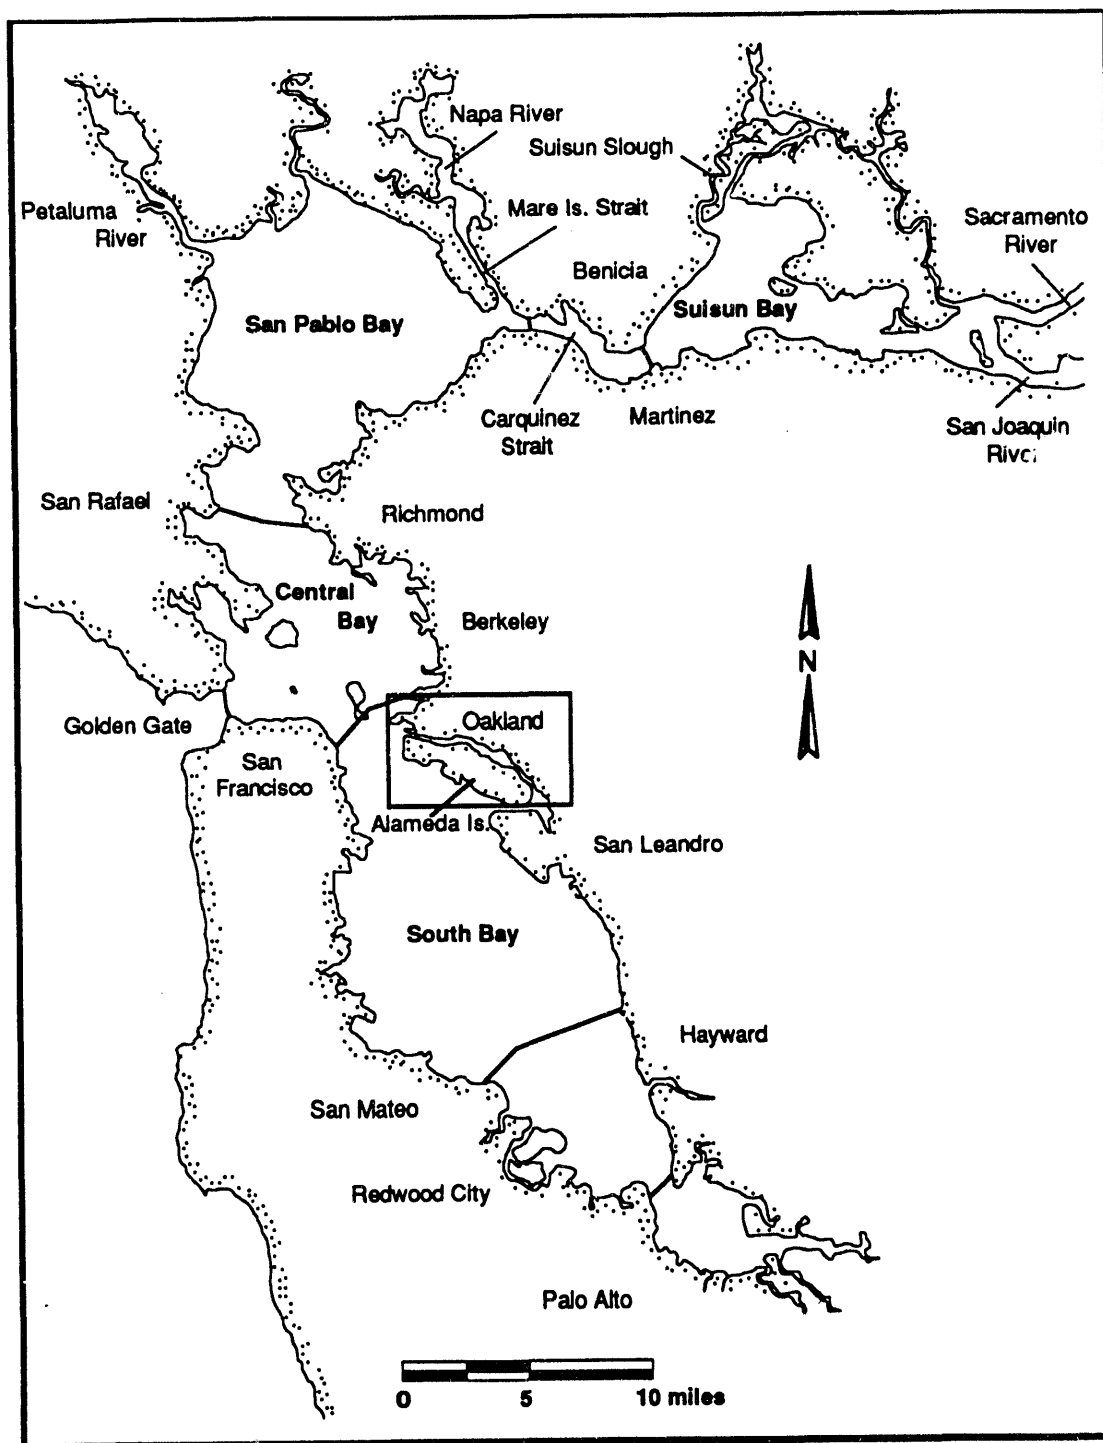 Napa River
Suisun Slough
Petaluma
River
Mare Is. Strait
Sacramento
River
Benicia
San Pablo Bay
Suisun Bay
Carquinez
Strait
Martinez
San Joaquin
San Rafael
Richmond
Central
Bay
Berkeley
N
Golden Gate
Oakland
San
Francisco
Alameda Is.
San Leandro
South Bay
Hayward
San Mateo
Redwood City
Palo Alto
0 5 10 miles